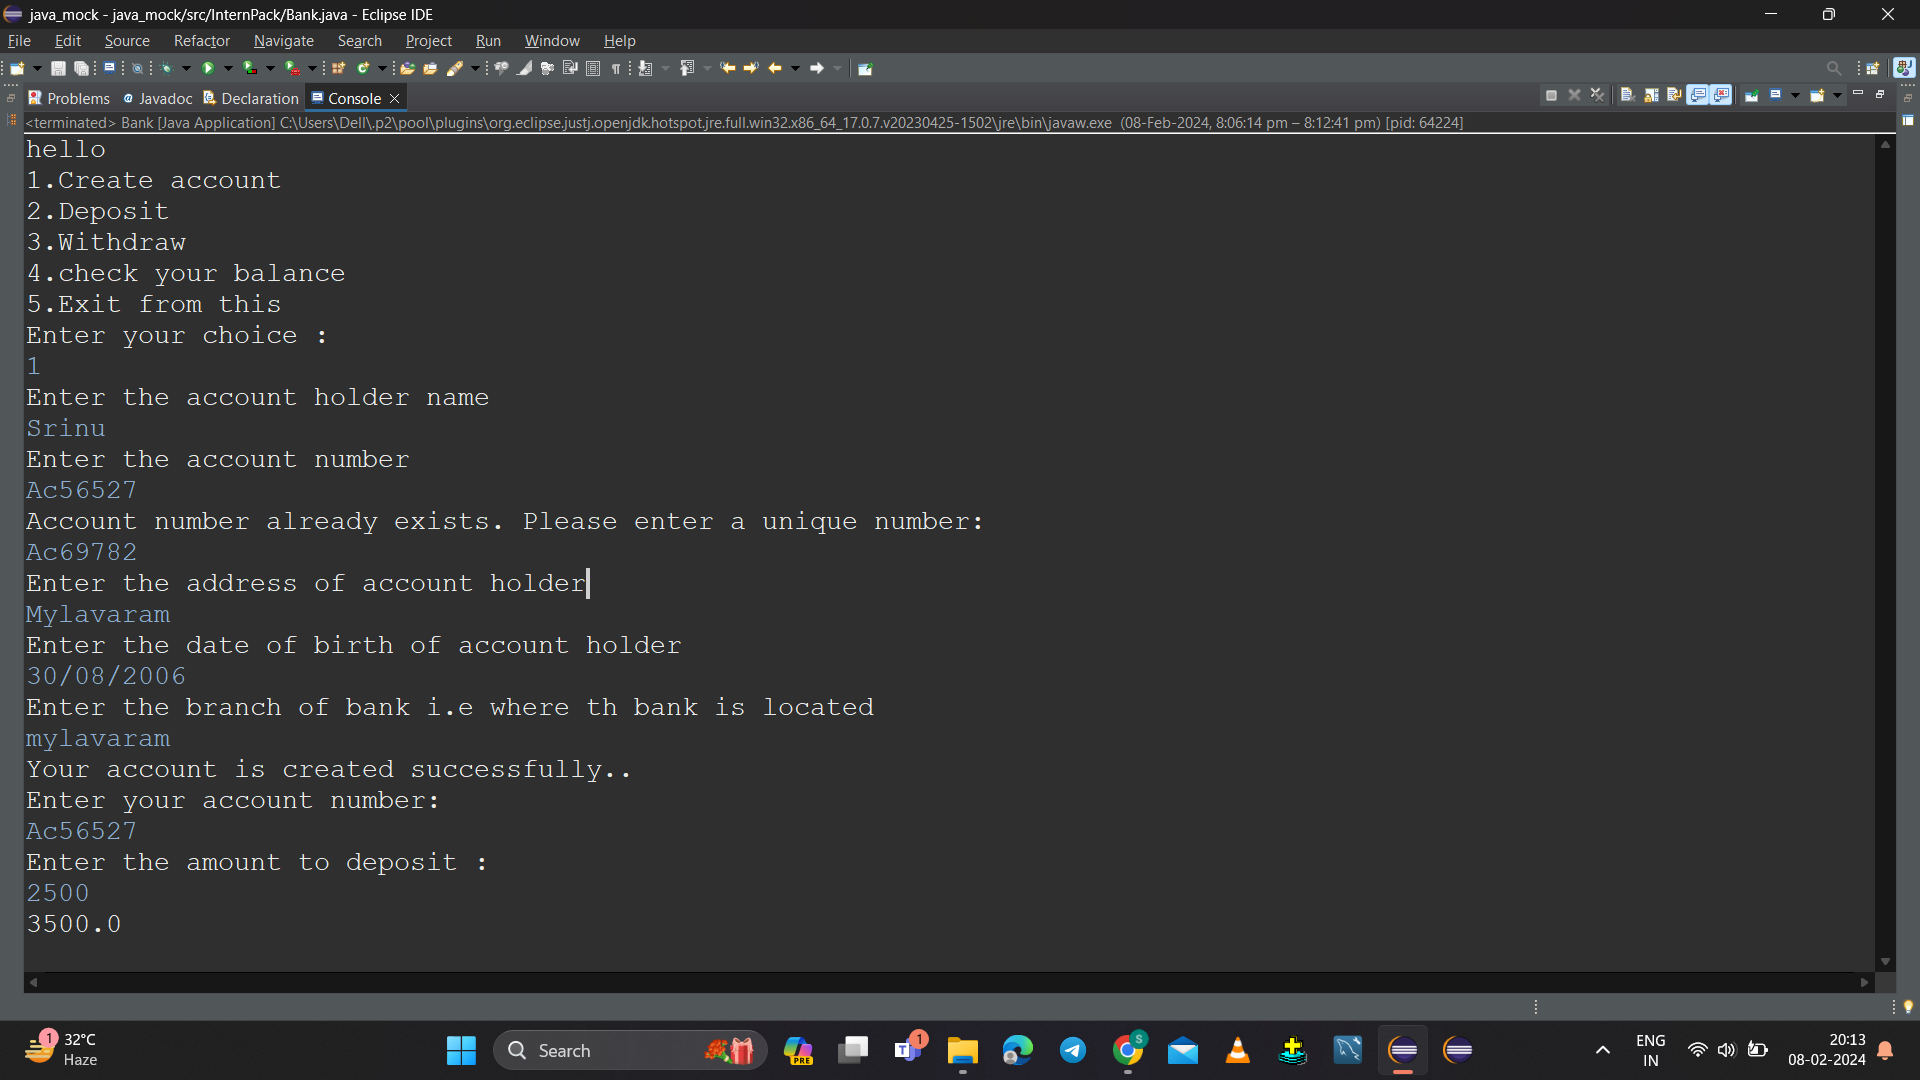 java_mock - java_mock/src/InternPack/Bank.java - Eclipse IDE
File Edit Source Refactor Navigate Search Project Run Window Help
Problems @ Javadoc Declaration Console
<terminated> Bank [Java Application] C:\Users\Dell\.p2\pool\plugins\org.eclipse.justj.openjdk.hotspot.jre.full.win32.x86_64_17.0.7.v20230425-1502\jre\bin\javaw.exe (08-Feb-2024, 8:06:14 pm – 8:12:41 pm) [pid: 64224]
hello
1.Create account
2.Deposit
3.Withdraw
4.check your balance
5.Exit from this
Enter your choice :
1
Enter the account holder name
Srinu
Enter the account number
Ac56527
Account number already exists. Please enter a unique number:
Ac69782
Enter the address of account holder
Mylavaram
Enter the date of birth of account holder
30/08/2006
Enter the branch of bank i.e where th bank is located
mylavaram
Your account is created successfully..
Enter your account number:
Ac56527
Enter the amount to deposit :
2500
3500.0
1 32°C
Haze
Search
PRE
T 1
S
ENG
IN
20:13
08-02-2024